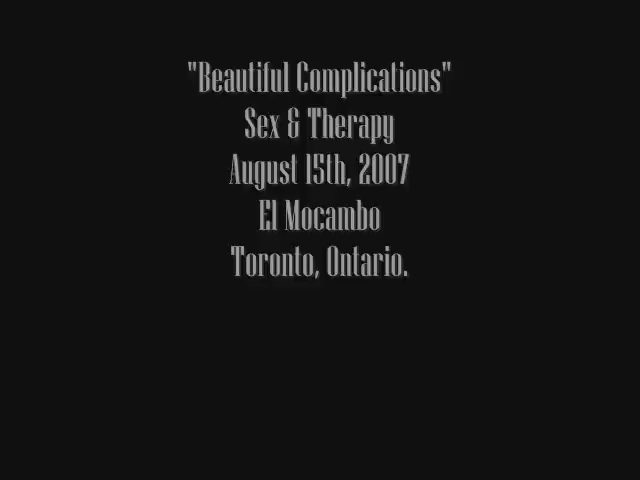 "Beautiful Complications"
Sex & Therapy
August 15th, 2007
El Mocambo
Toronto, Ontario.